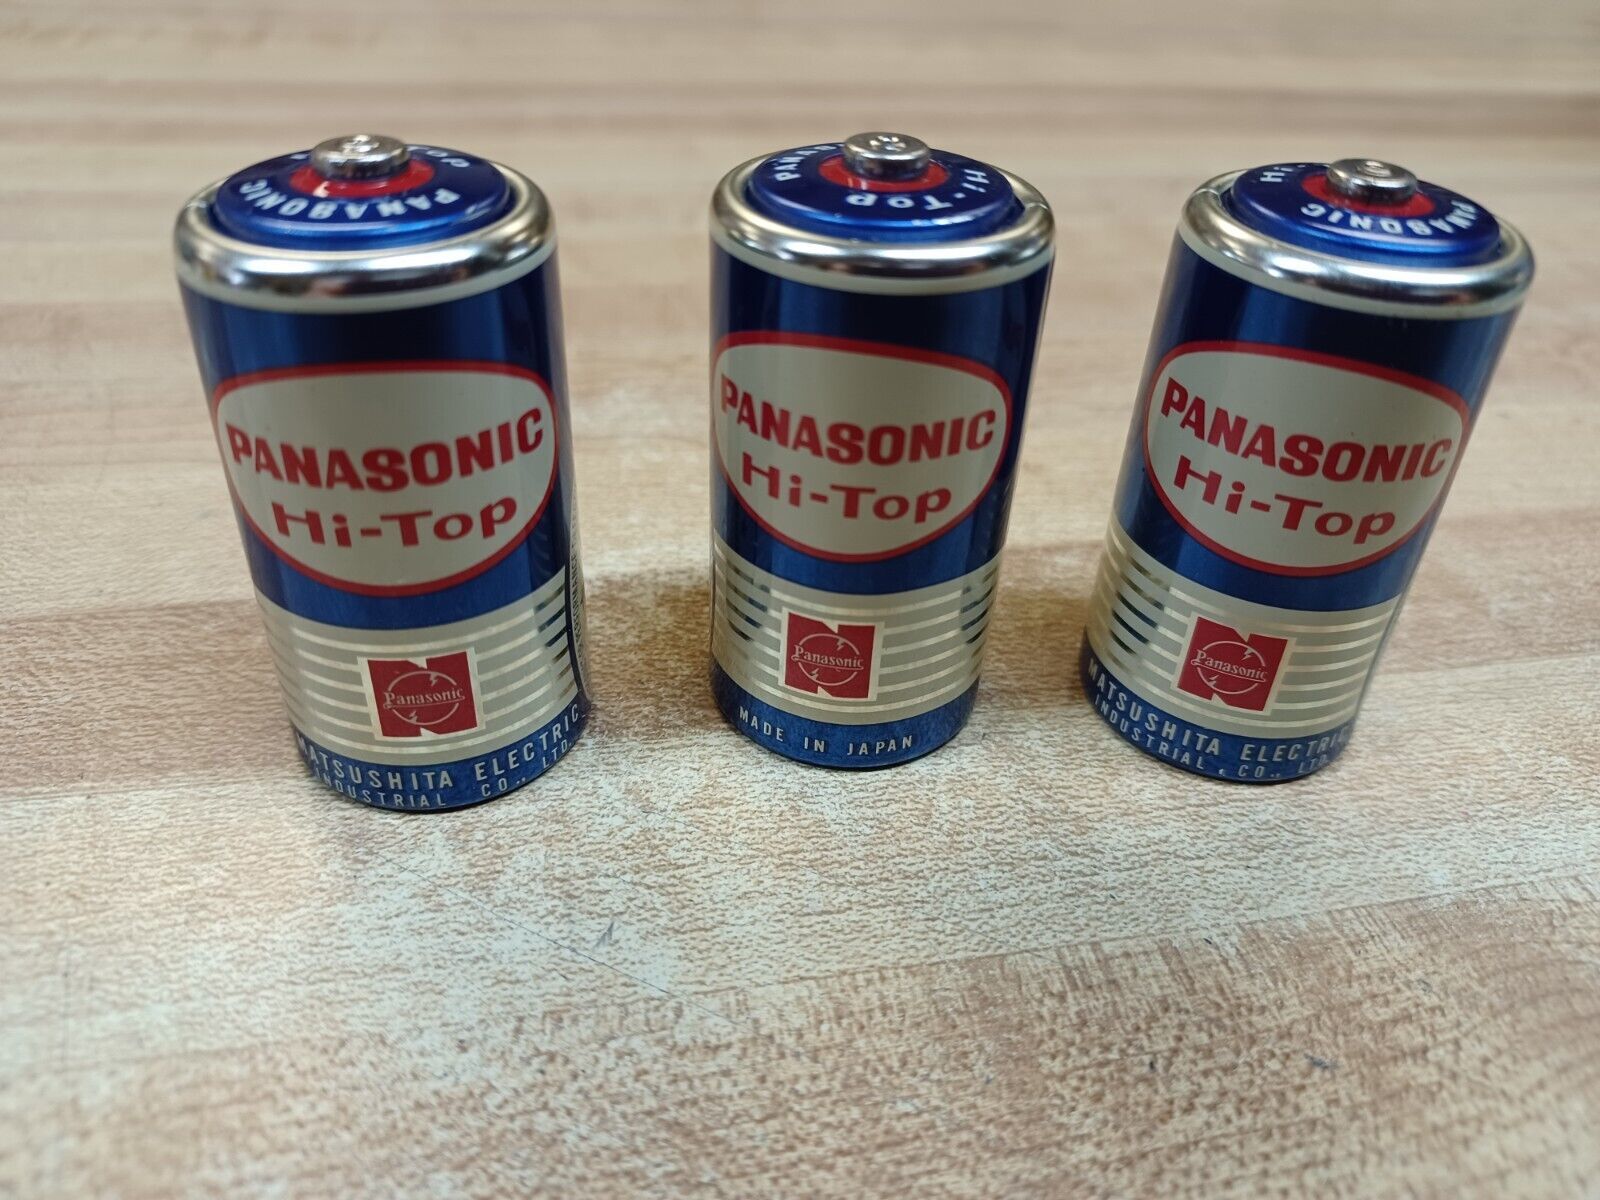 PANASONIC
PANASONIC
Hi-Top
MATSUSHITA ELECTRIC
INDUSTRIAL CO., LTD.
Panasonic
Hi-Top
PANASONIC
Hi-Top
Panasonic
MADE IN JAPAN
Hi-
PANASONIC
PANASONIC
Hi-Top
Panasonic
MATSUSHITA ELECTRIC
INDUSTRIAL CO., LTD.